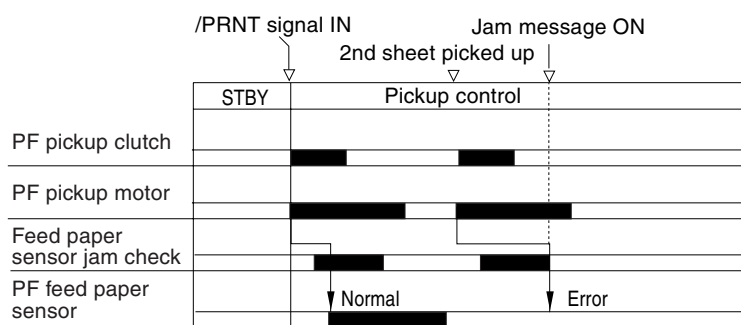 /PRNT signal IN
Jam message ON
2nd sheet picked up
STBY
Pickup control
PF pickup clutch
PF pickup motor
Feed paper
sensor jam check
PF feed paper
sensor
Normal
Error